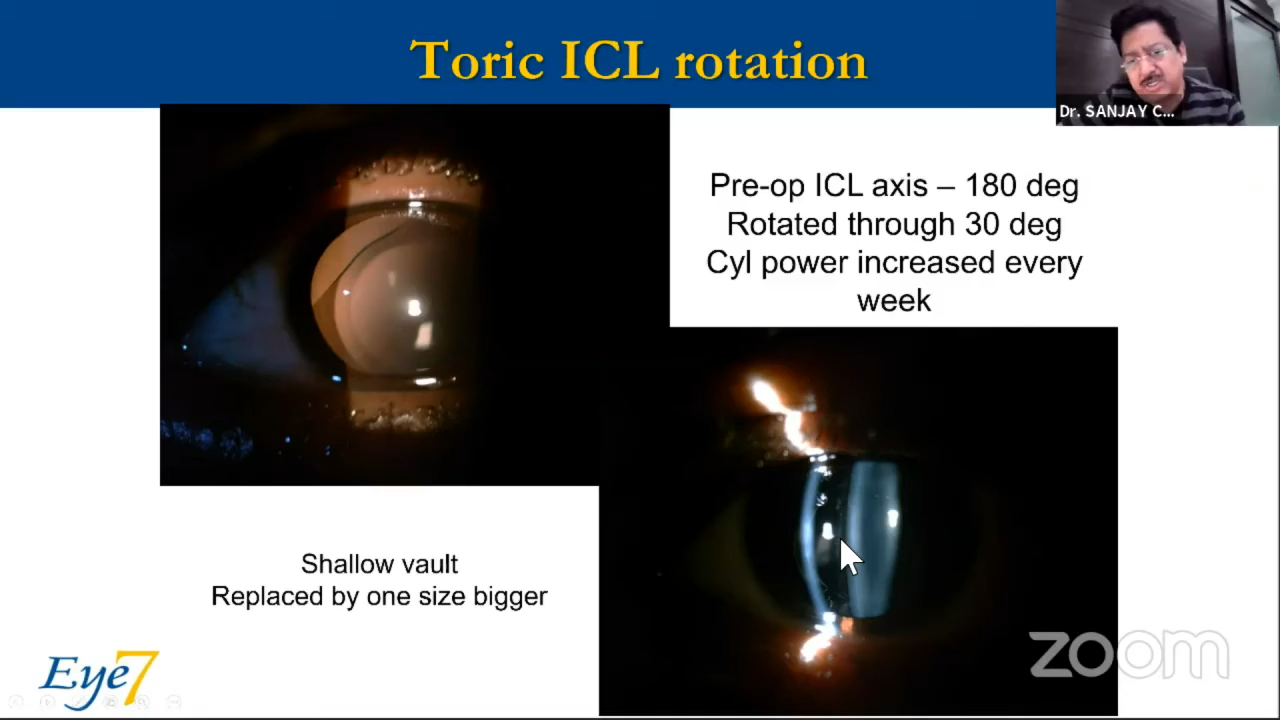 Toric ICL rotation
Dr. SANJAY C...
Pre-op ICL axis – 180 deg
Rotated through 30 deg
Cyl power increased every
week
Shallow vault
Replaced by one size bigger
Eye7
zoom